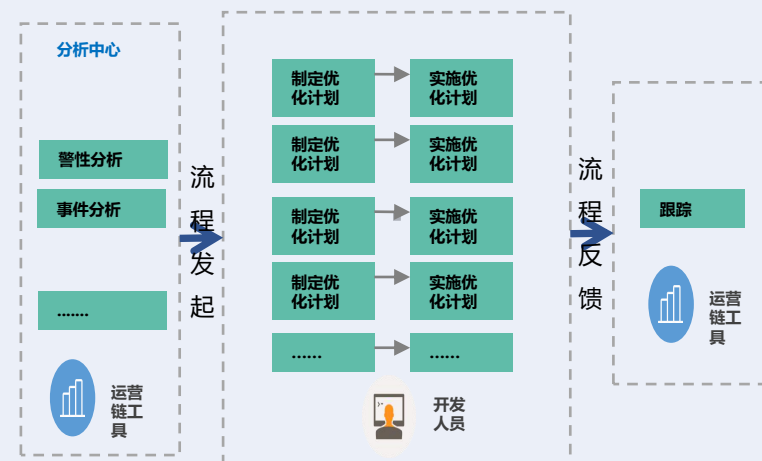 分析中心
警性分析
事件分析
.......
运营
链工
具
流
程
发
起
制定优
化计划
实施优
化计划
制定优
化计划
实施优
化计划
制定优
化计划
实施优
化计划
制定优
化计划
实施优
化计划
......
......
开发
人员
流
程
反
馈
跟踪
运营
链工
具